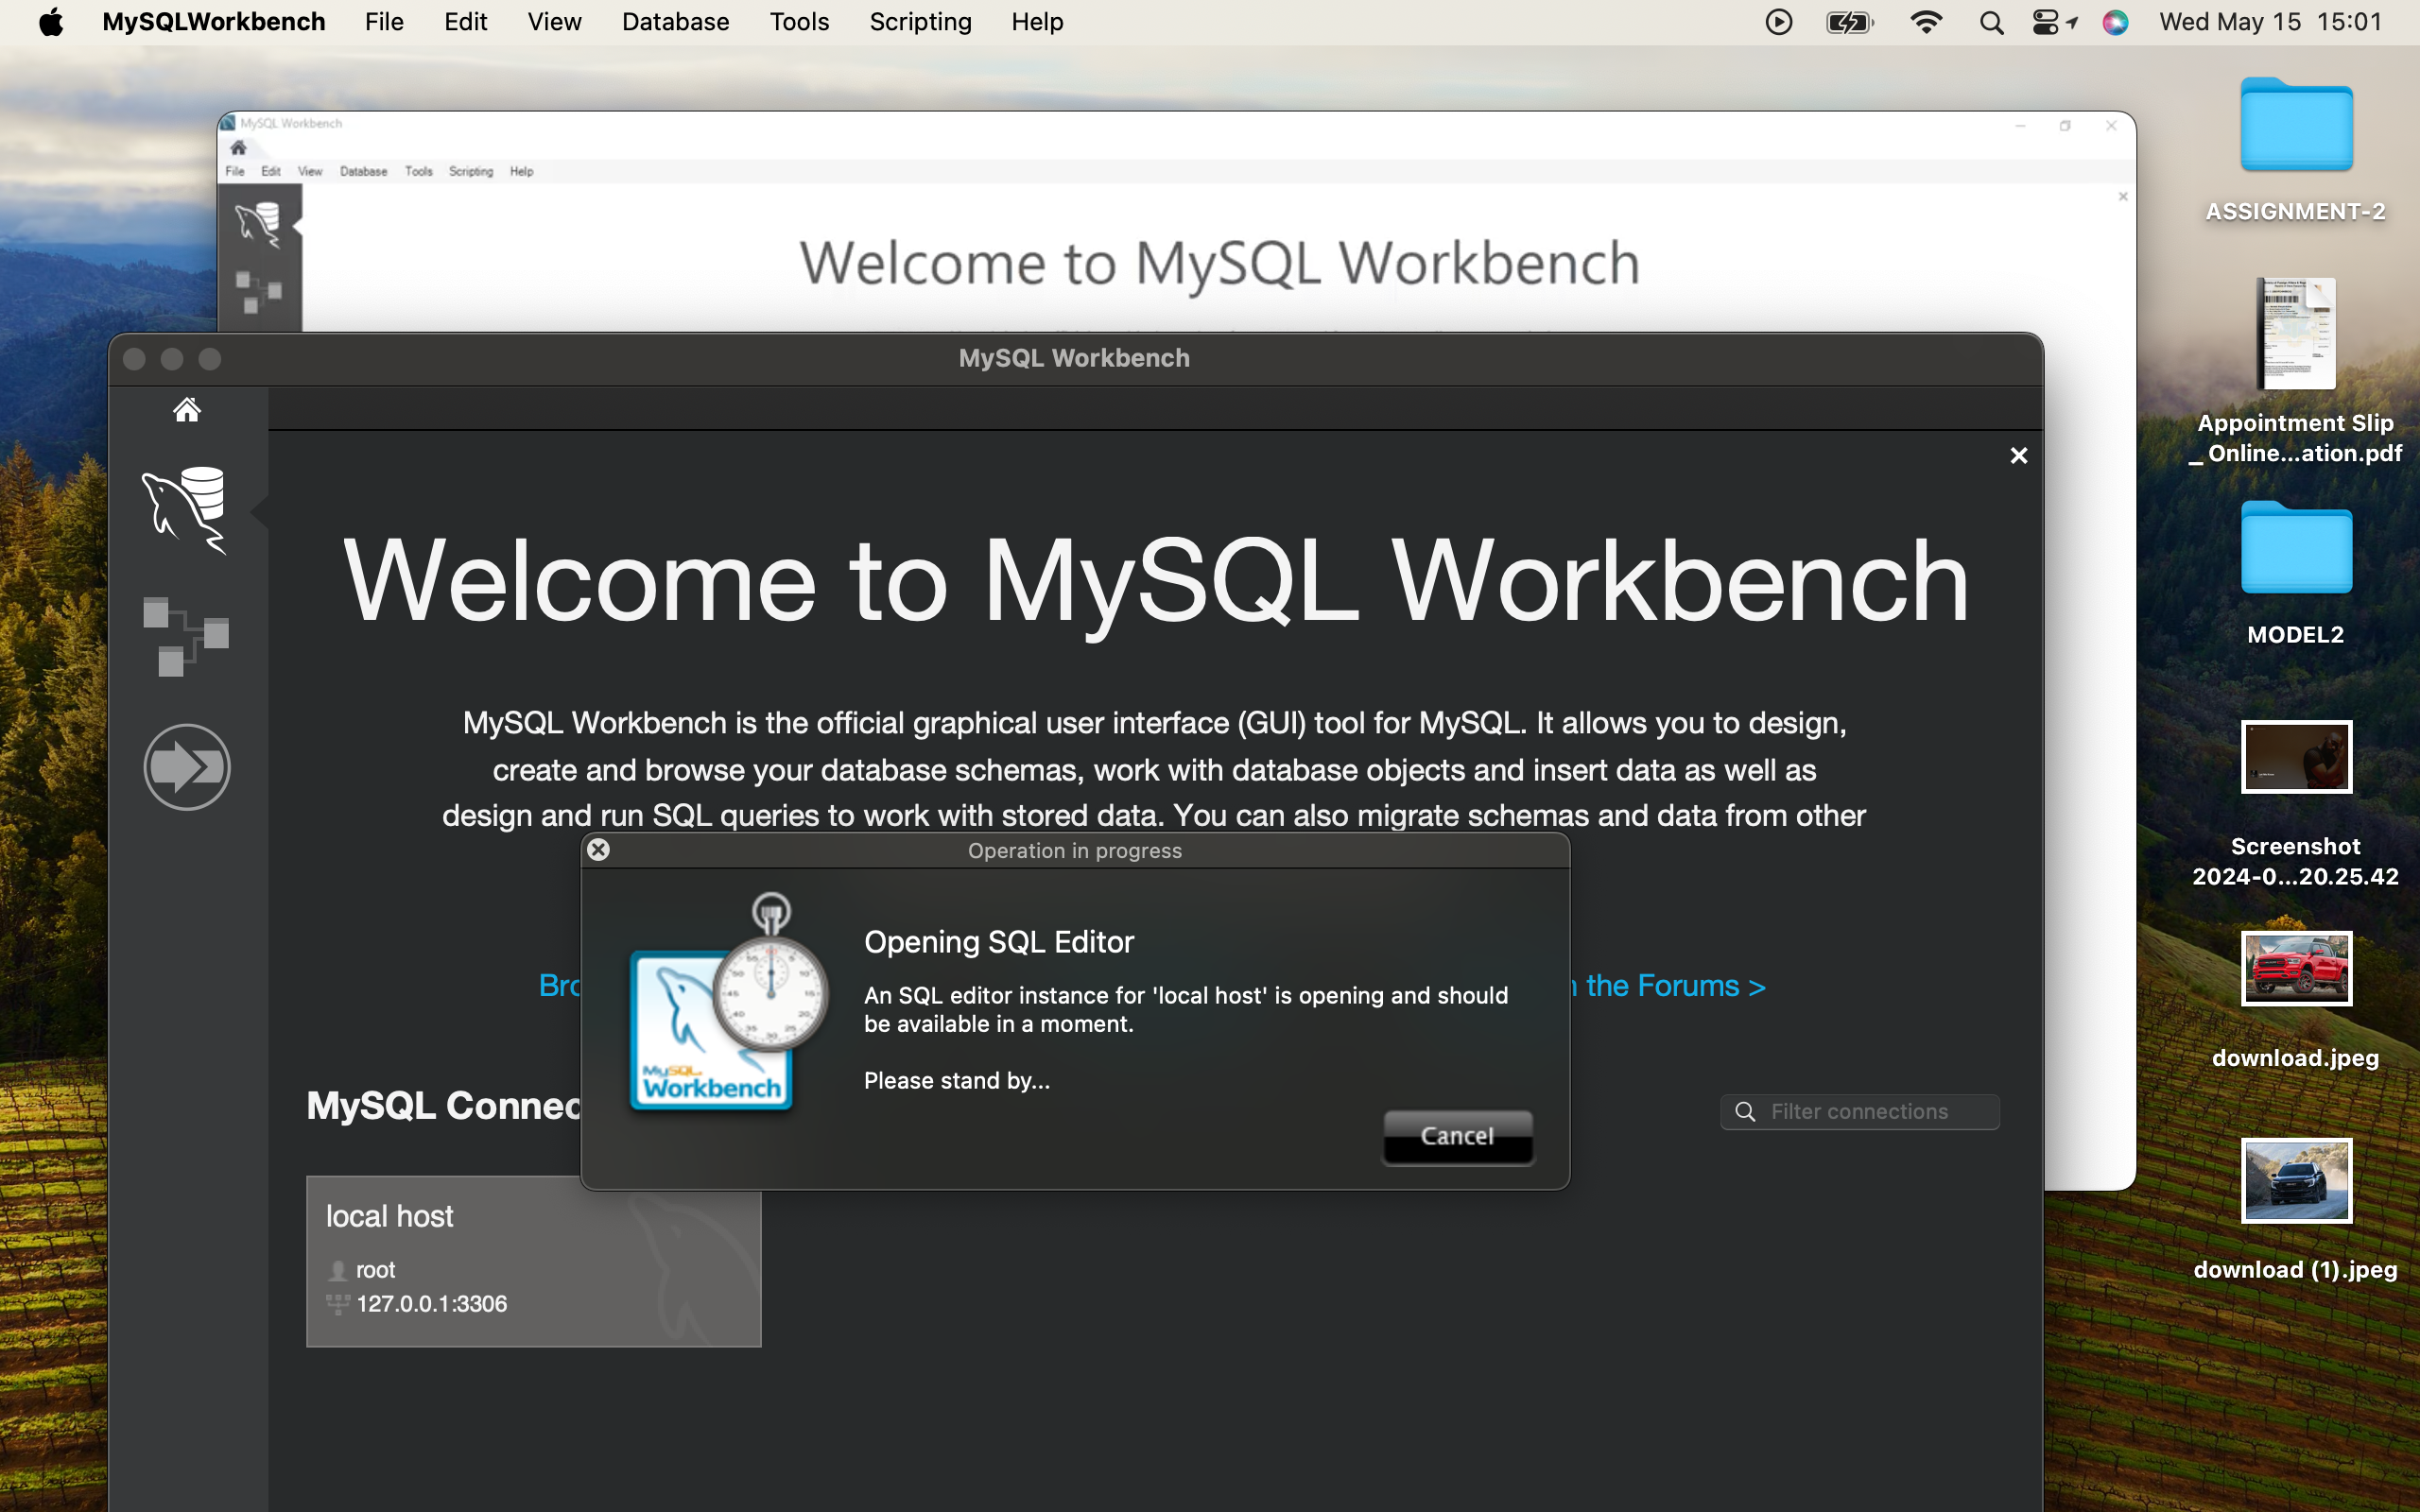 MySQLWorkbench File Edit View Database Tools Scripting Help Wed May 15 15:01
MySQL Workbench
File Edit View Database Tools Scripting Help
Welcome to MySQL Workbench
MySQL Workbench
Welcome to MySQL Workbench
MySQL Workbench is the official graphical user interface (GUI) tool for MySQL. It allows you to design,
create and browse your database schemas, work with database objects and insert data as well as
design and run SQL queries to work with stored data. You can also migrate schemas and data from other
Operation in progress
Opening SQL Editor
An SQL editor instance for 'local host' is opening and should
be available in a moment.
Please stand by...
MySQL
Workbench
Cancel
Bro
the Forums >
MySQL Connec
Filter connections
local host
root
127.0.0.1:3306
ASSIGNMENT-2
Appointment Slip
_ Online...ation.pdf
MODEL2
Screenshot
2024-0...20.25.42
download.jpeg
download (1).jpeg